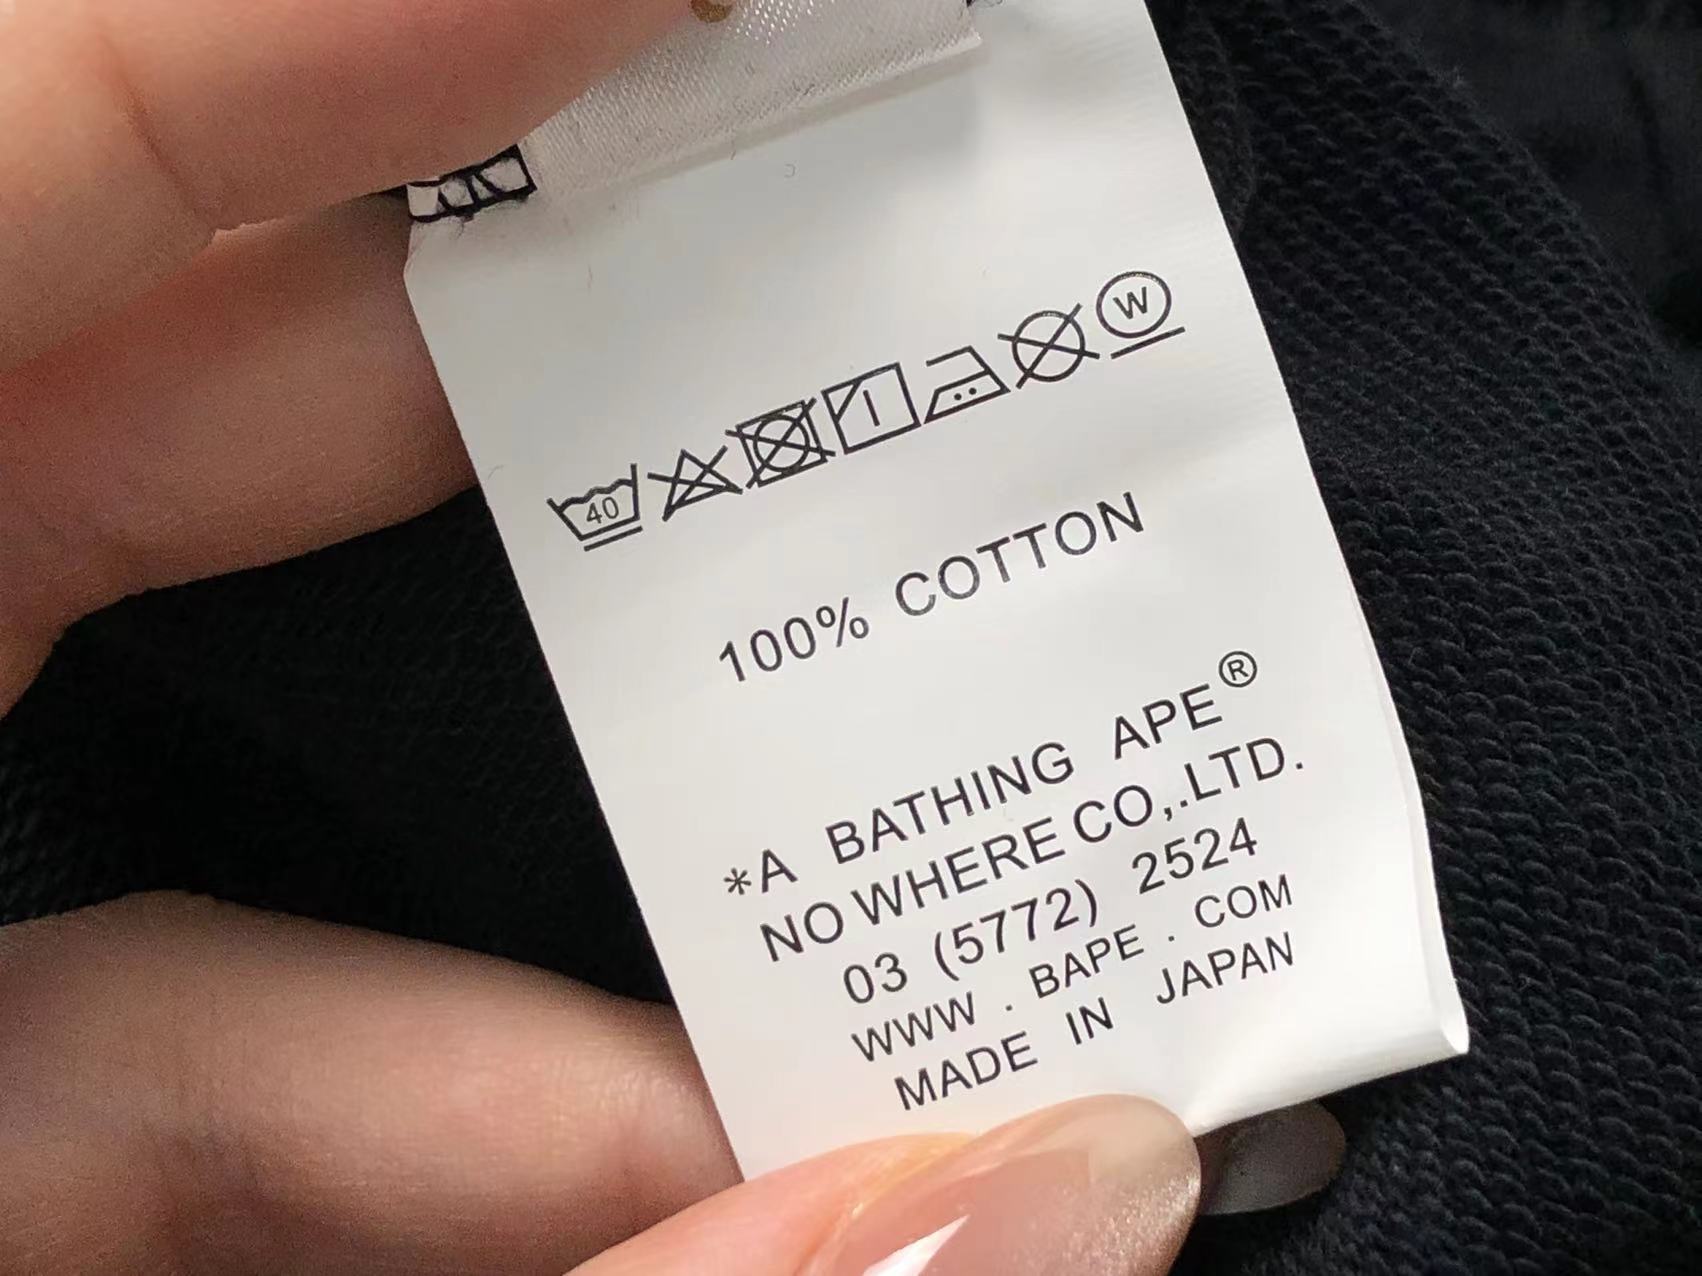 W
40
100% COTTON
*A BATHING APE®
NO WHERE CO,.LTD.
03 (5772) 2524
WWW . BAPE . COM
MADE IN JAPAN